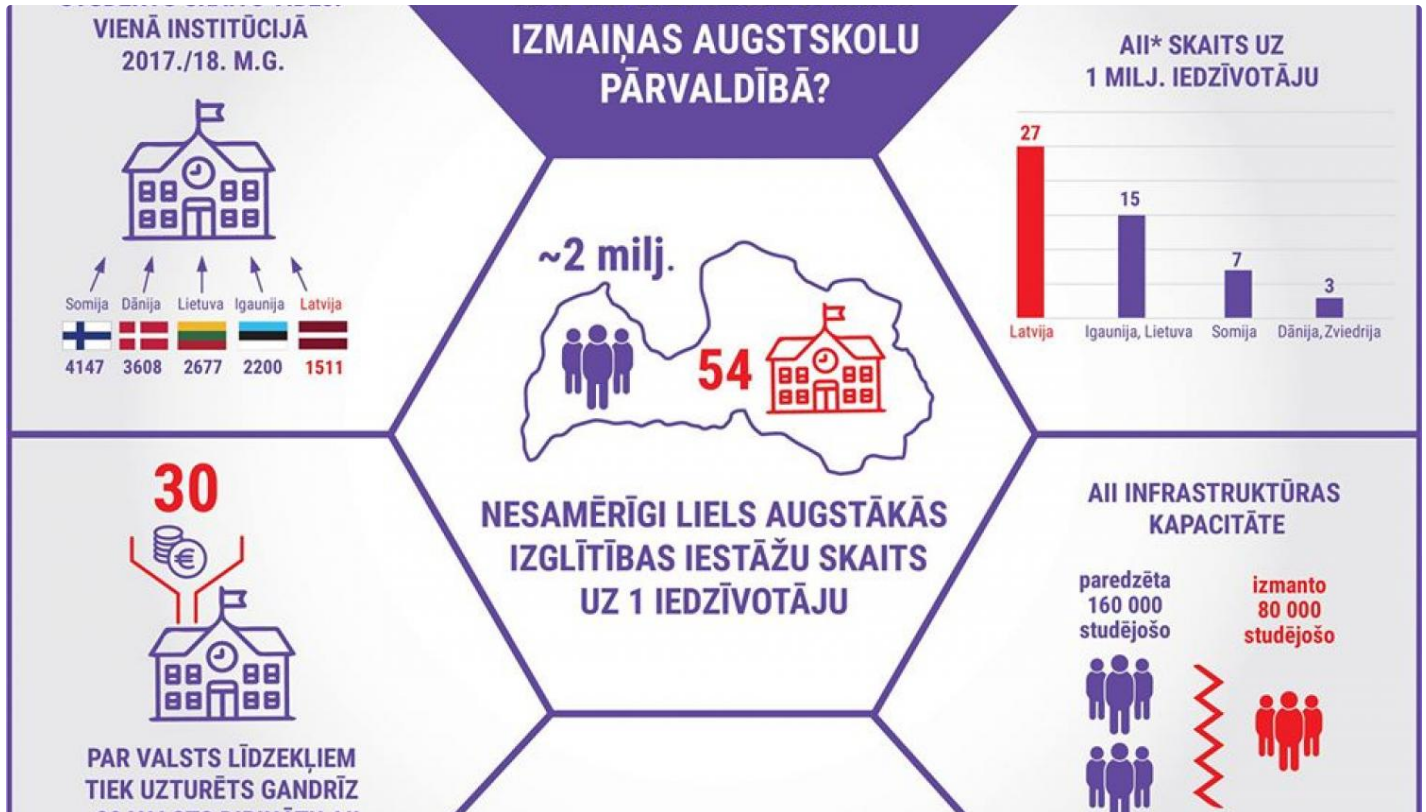 VIENĀ INSTITŪCIJĀ
2017./18. M.G.
Somija Dānija Lietuva Igaunija Latvija
4147 3608 2677 2200 1511
IZMAIŅAS AUGSTSKOLU
PĀRVALDĪBĀ?
AII* SKAITS UZ
1 MILJ. IEDZĪVOTĀJU
27
15
7
3
Latvija Igaunija, Lietuva Somija Dānija, Zviedrija
~2 milj.
54
NESAMĒRĪGI LIELS AUGSTĀKĀS
IZGLĪTĪBAS IESTĀŽU SKAITS
UZ 1 IEDZĪVOTĀJU
30
€
PAR VALSTS LĪDZEKĻIEM
TIEK UZTURĒTS GANDRĪZ
AII INFRASTRUKTŪRAS
KAPACITĀTE
paredzēta
160 000
studējošo
izmanto
80 000
studējošo